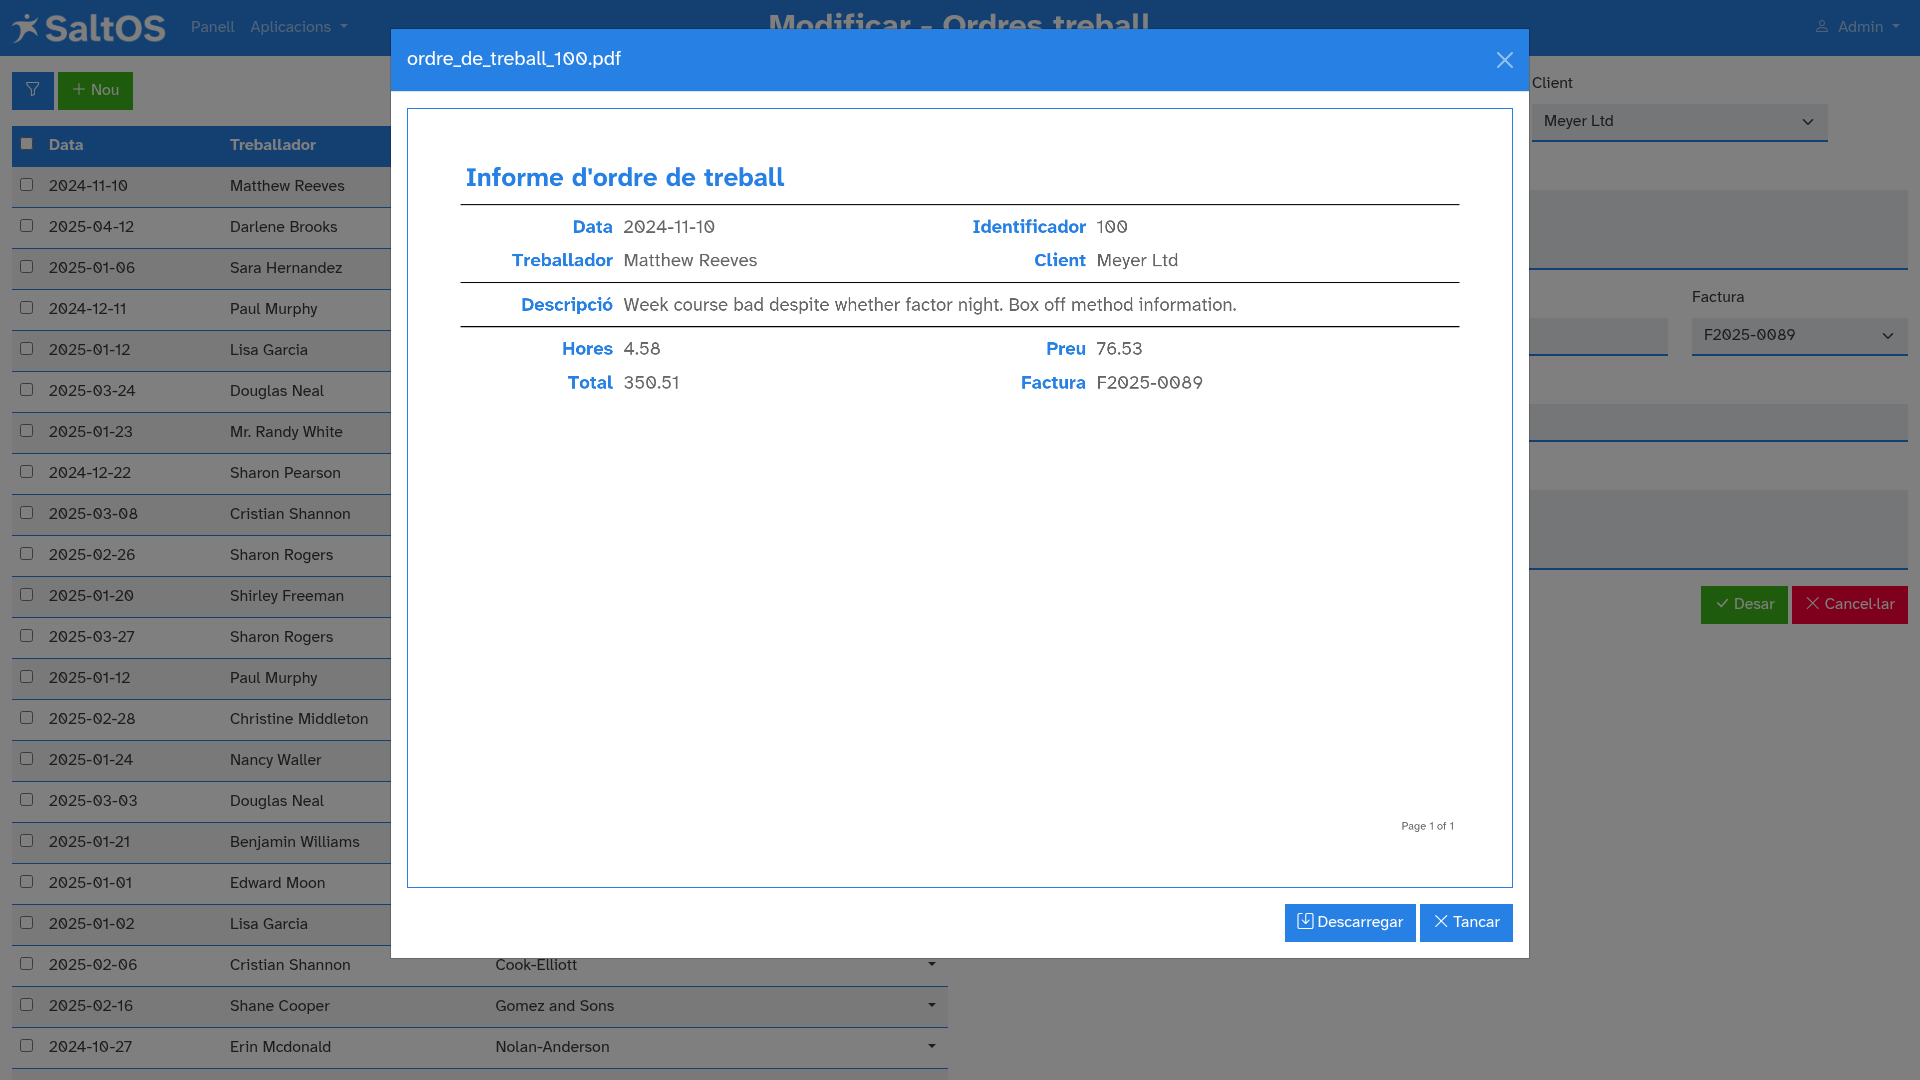 SaltOS
Panell
Aplicacions
Modificar - Ordres treball
Admin
ordre_de_treball_100.pdf
Nou
Client
Meyer Ltd
Data Treballador
2024-11-10 Matthew Reeves
2025-04-12 Darlene Brooks
2025-01-06 Sara Hernandez
2024-12-11 Paul Murphy
2025-01-12 Lisa Garcia
2025-03-24 Douglas Neal
2025-01-23 Mr. Randy White
2024-12-22 Sharon Pearson
2025-03-08 Cristian Shannon
2025-02-26 Sharon Rogers
2025-01-20 Shirley Freeman
2025-03-27 Sharon Rogers
2025-01-12 Paul Murphy
2025-02-28 Christine Middleton
2025-01-24 Nancy Waller
2025-03-03 Douglas Neal
2025-01-21 Benjamin Williams
2025-01-01 Edward Moon
2025-01-02 Lisa Garcia
2025-02-06 Cristian Shannon Cook-Elliott
2025-02-16 Shane Cooper Gomez and Sons
2024-10-27 Erin Mcdonald Nolan-Anderson
Informe d'ordre de treball
Data 2024-11-10 Identificador 100
Treballador Matthew Reeves Client Meyer Ltd
Descripció Week course bad despite whether factor night. Box off method information.
Hores 4.58 Preu 76.53
Total 350.51 Factura F2025-0089
Page 1 of 1
Descarregar
Tancar
Factura
F2025-0089
Desar
Cancel·lar